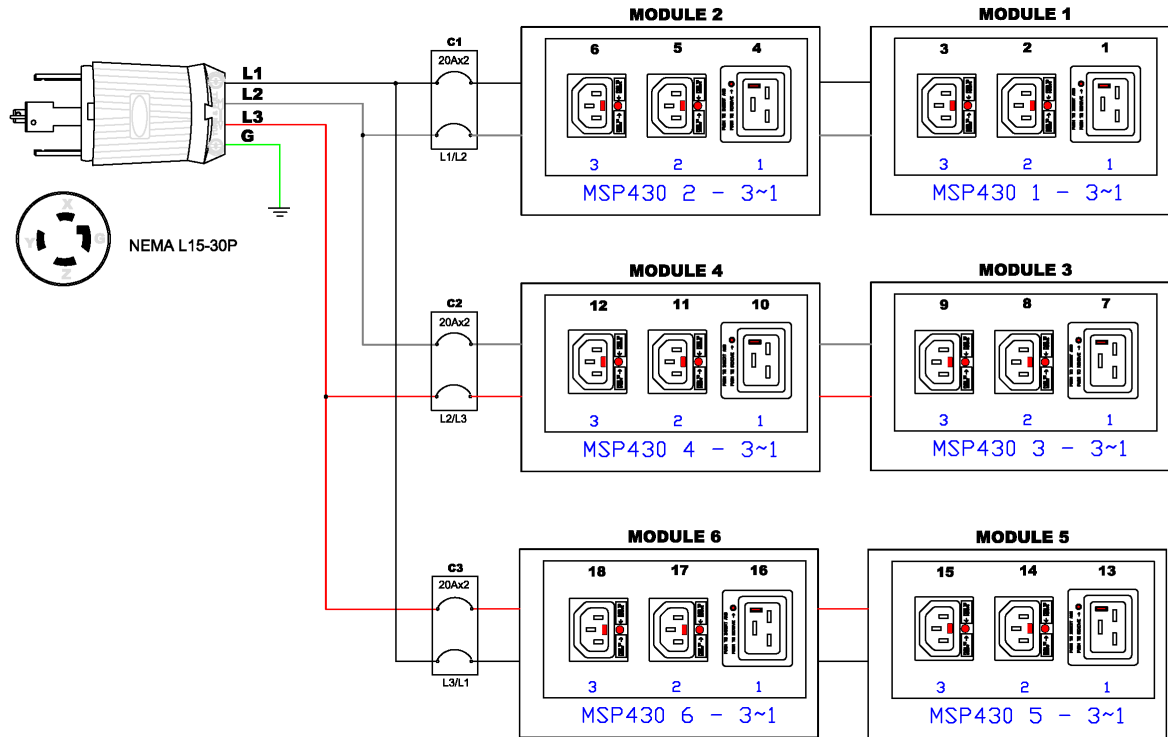 MODULE 2
MODULE 1
C1
20Ax2
L1/L2
L1
L2
L3
G
6 5 4
3 2 1
3 2 1
3 2 1
MSP430 2 - 3~1
MSP430 1 - 3~1
X
Y
G
Z
NEMA L15-30P
MODULE 4
MODULE 3
C2
20Ax2
L2/L3
12 11 10
9 8 7
3 2 1
3 2 1
MSP430 4 - 3~1
MSP430 3 - 3~1
MODULE 6
MODULE 5
C3
20Ax2
L3/L1
18 17 16
15 14 13
3 2 1
3 2 1
MSP430 6 - 3~1
MSP430 5 - 3~1